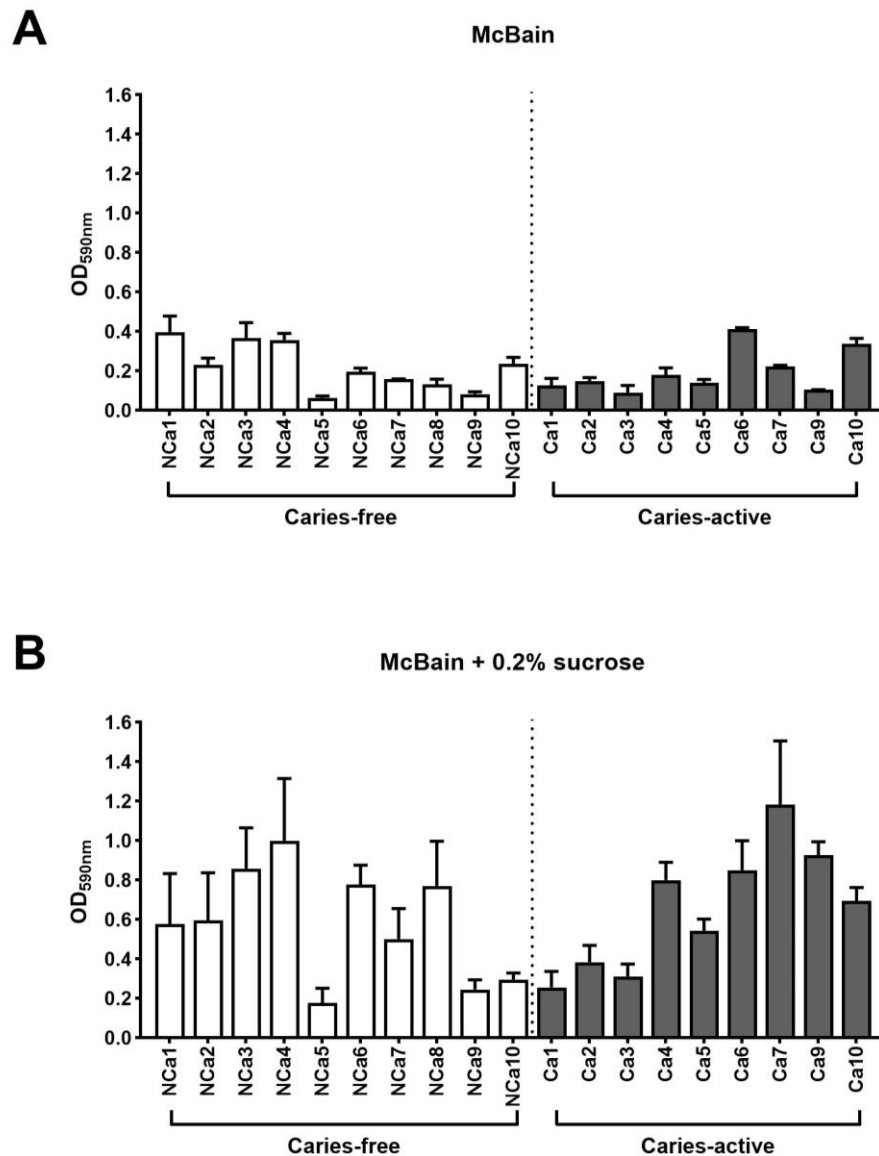 A
McBain
OD590nm
1.6
1.4
1.2
1.0
0.8
0.6
0.4
0.2
0.0
NCa1 NCa2 NCa3 NCa4 NCa5 NCa6 NCa7 NCa8 NCa9 NCa10 Ca1 Ca2 Ca3 Ca4 Ca5 Ca6 Ca7 Ca9 Ca10
Caries-free Caries-active
B
McBain + 0.2% sucrose
OD590nm
1.6
1.4
1.2
1.0
0.8
0.6
0.4
0.2
0.0
NCa1 NCa2 NCa3 NCa4 NCa5 NCa6 NCa7 NCa8 NCa9 NCa10 Ca1 Ca2 Ca3 Ca4 Ca5 Ca6 Ca7 Ca9 Ca10
Caries-free Caries-active